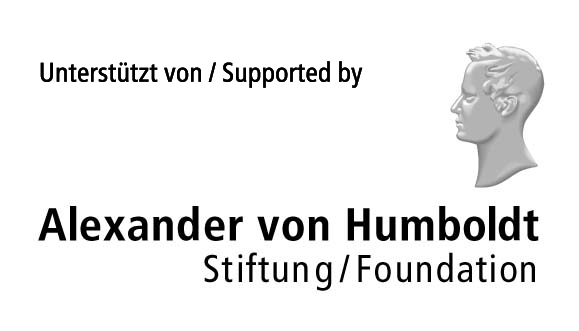 Unterstützt von / Supported by
Alexander von Humboldt
Stiftung/Foundation